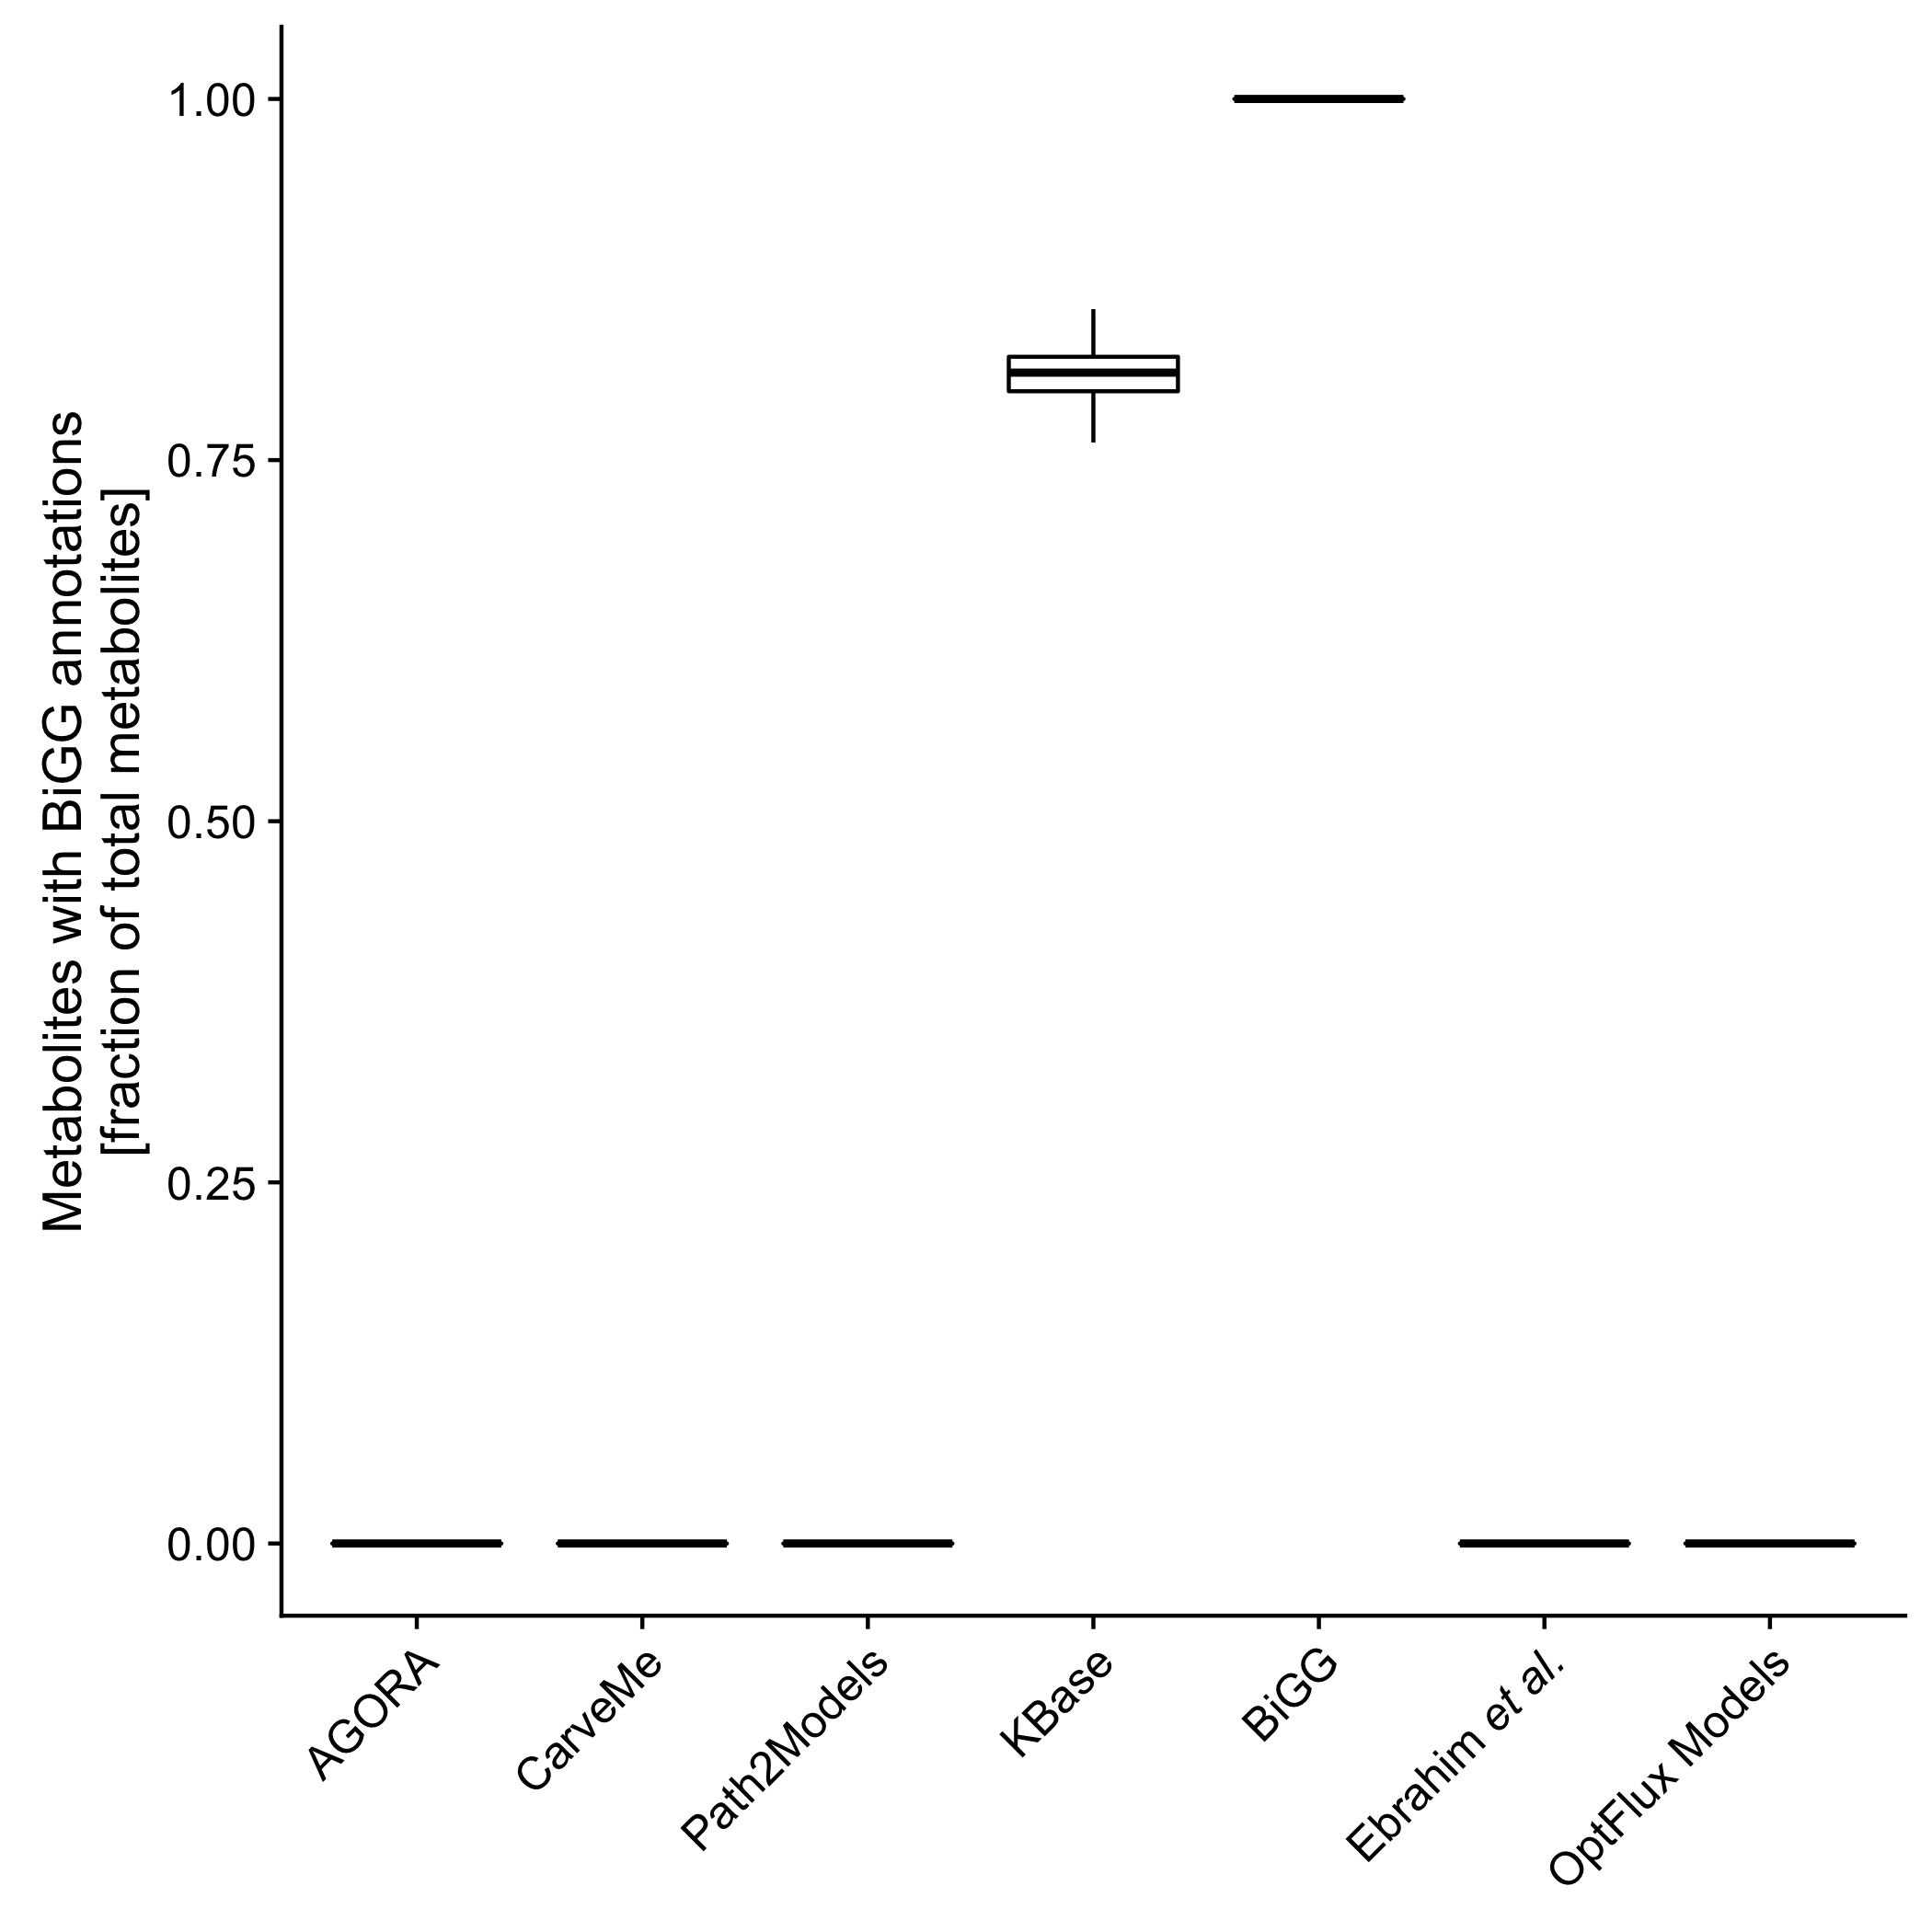 Metabolites with BiGG annotations
[fraction of total metabolites]
1.00
0.75
0.50
0.25
0.00
AGORA
CarveMe
Path2Models
KBase
BiGG
Ebrahim et al.
OptFlux Models